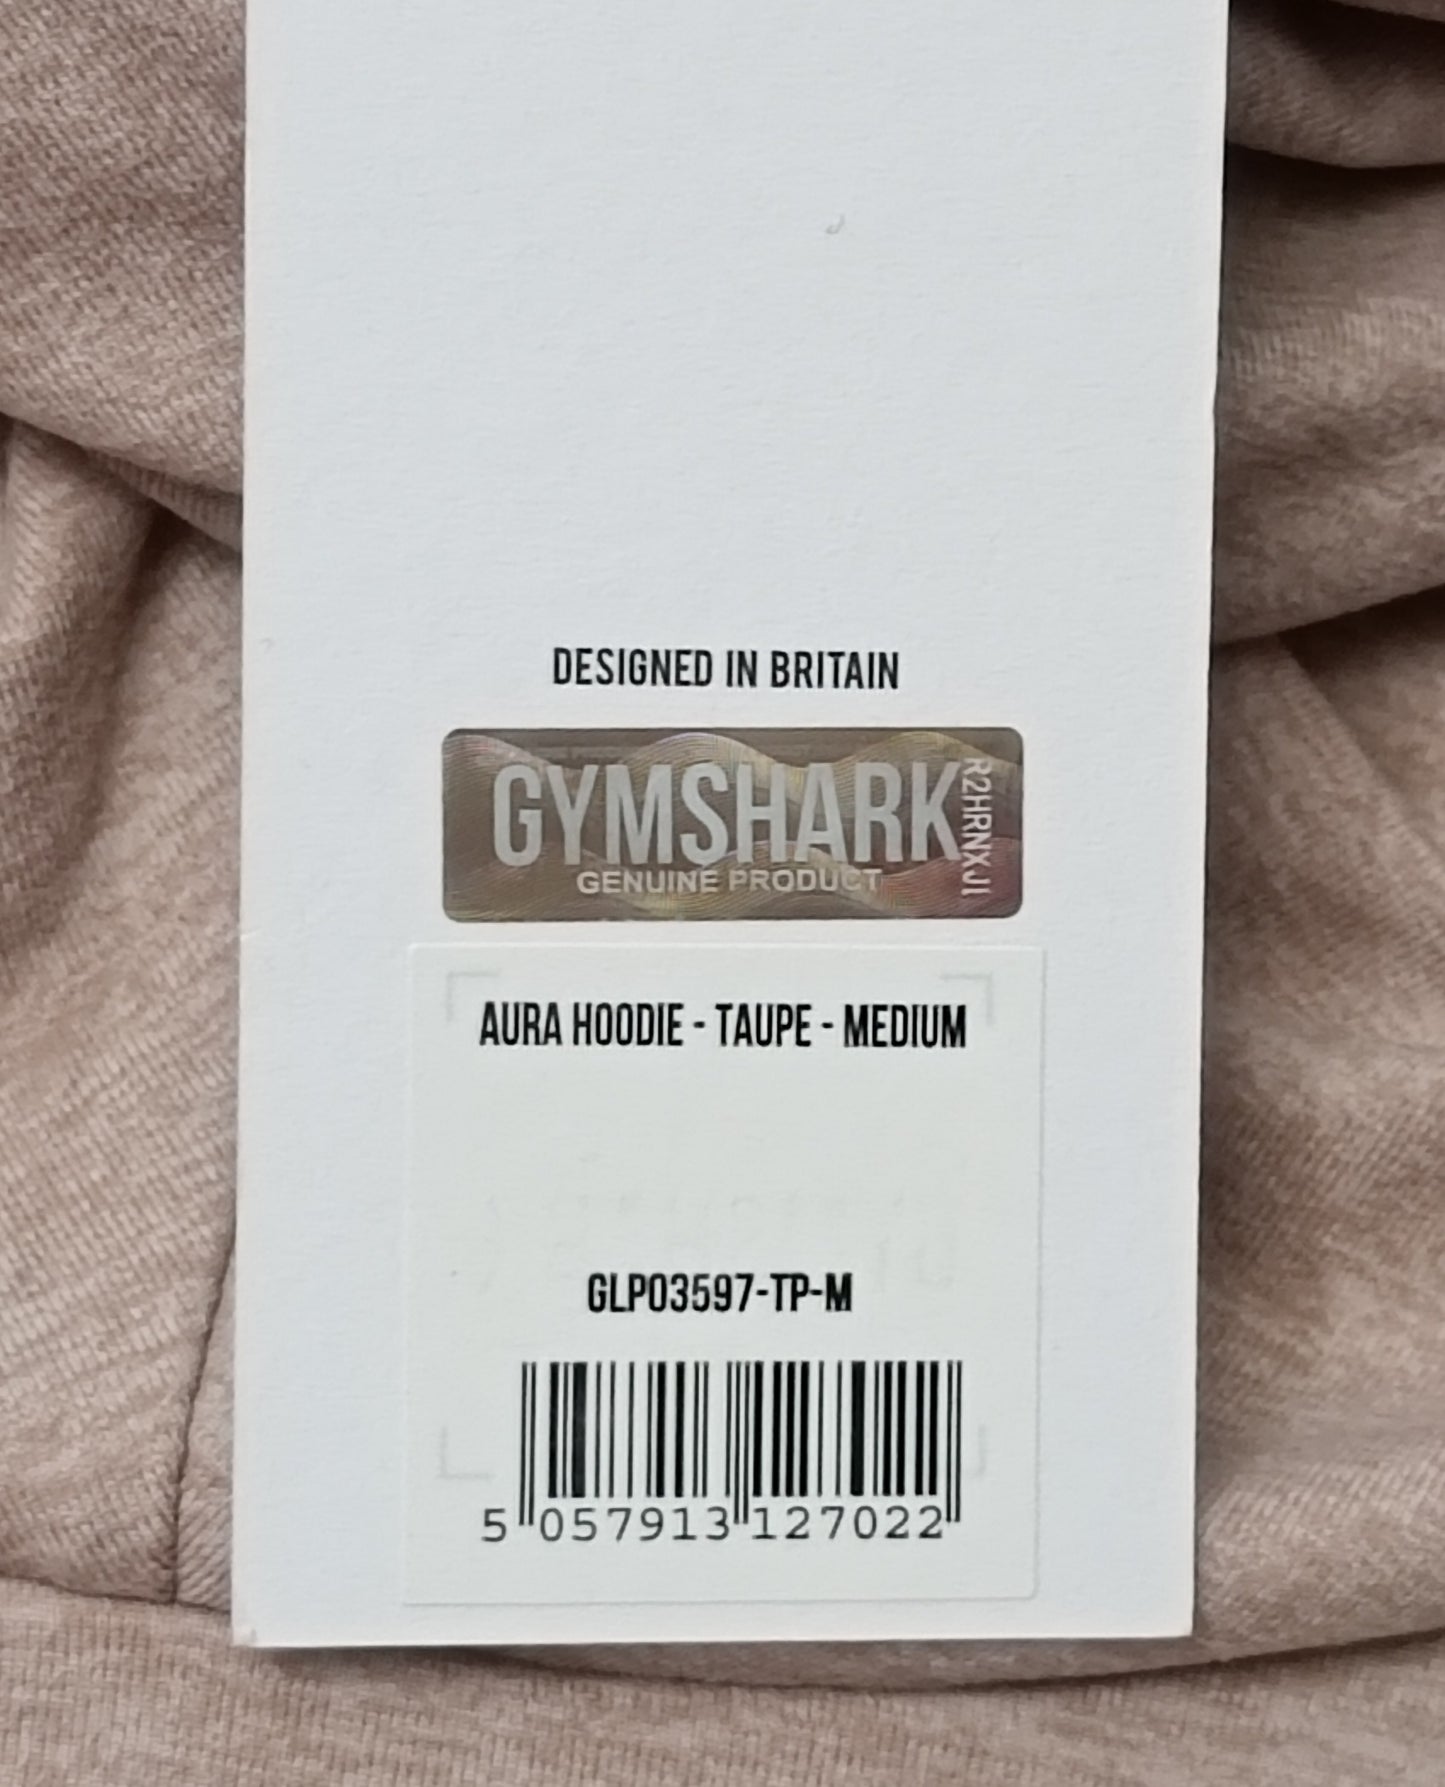 DESIGNED IN BRITAIN
GYMSHARK
GENUINE PRODUCT
R2HRNXJI
AURA HOODIE - TAUPE - MEDIUM
GLP03597-TP-M
5 057913 127022